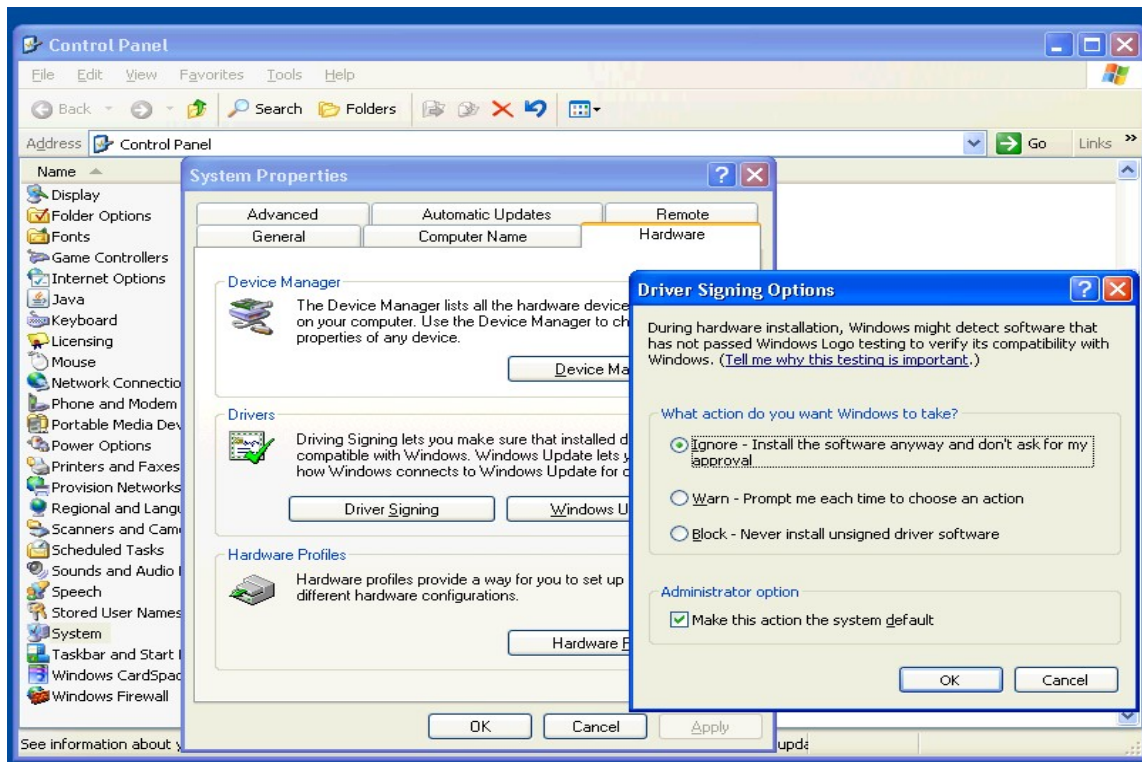 Control Panel
File Edit View Favorites Tools Help
Back Search Folders
Address Control Panel Go Links »
Name
Display
Folder Options
Fonts
Game Controllers
Internet Options
Java
Keyboard
Licensing
Mouse
Network Connectio
Phone and Modem
Portable Media Dev
Power Options
Printers and Faxes
Provision Networks
Regional and Langu
Scanners and Cam
Scheduled Tasks
Sounds and Audio
Speech
Stored User Names
System
Taskbar and Start
Windows CardSpac
Windows Firewall
See information about y
upda
System Properties
Advanced Automatic Updates Remote
General Computer Name Hardware
Device Manager
The Device Manager lists all the hardware device
on your computer. Use the Device Manager to ch
properties of any device.
Device Ma
Drivers
Driving Signing lets you make sure that installed d
compatible with Windows. Windows Update lets y
how Windows connects to Windows Update for d
Driver Signing Windows U
Hardware Profiles
Hardware profiles provide a way for you to set up
different hardware configurations.
Hardware P
OK Cancel Apply
Driver Signing Options
During hardware installation, Windows might detect software that
has not passed Windows Logo testing to verify its compatibility with
Windows. (Tell me why this testing is important.)
What action do you want Windows to take?
Ignore - Install the software anyway and don't ask for my
approval
Warn - Prompt me each time to choose an action
Block - Never install unsigned driver software
Administrator option
Make this action the system default
OK Cancel